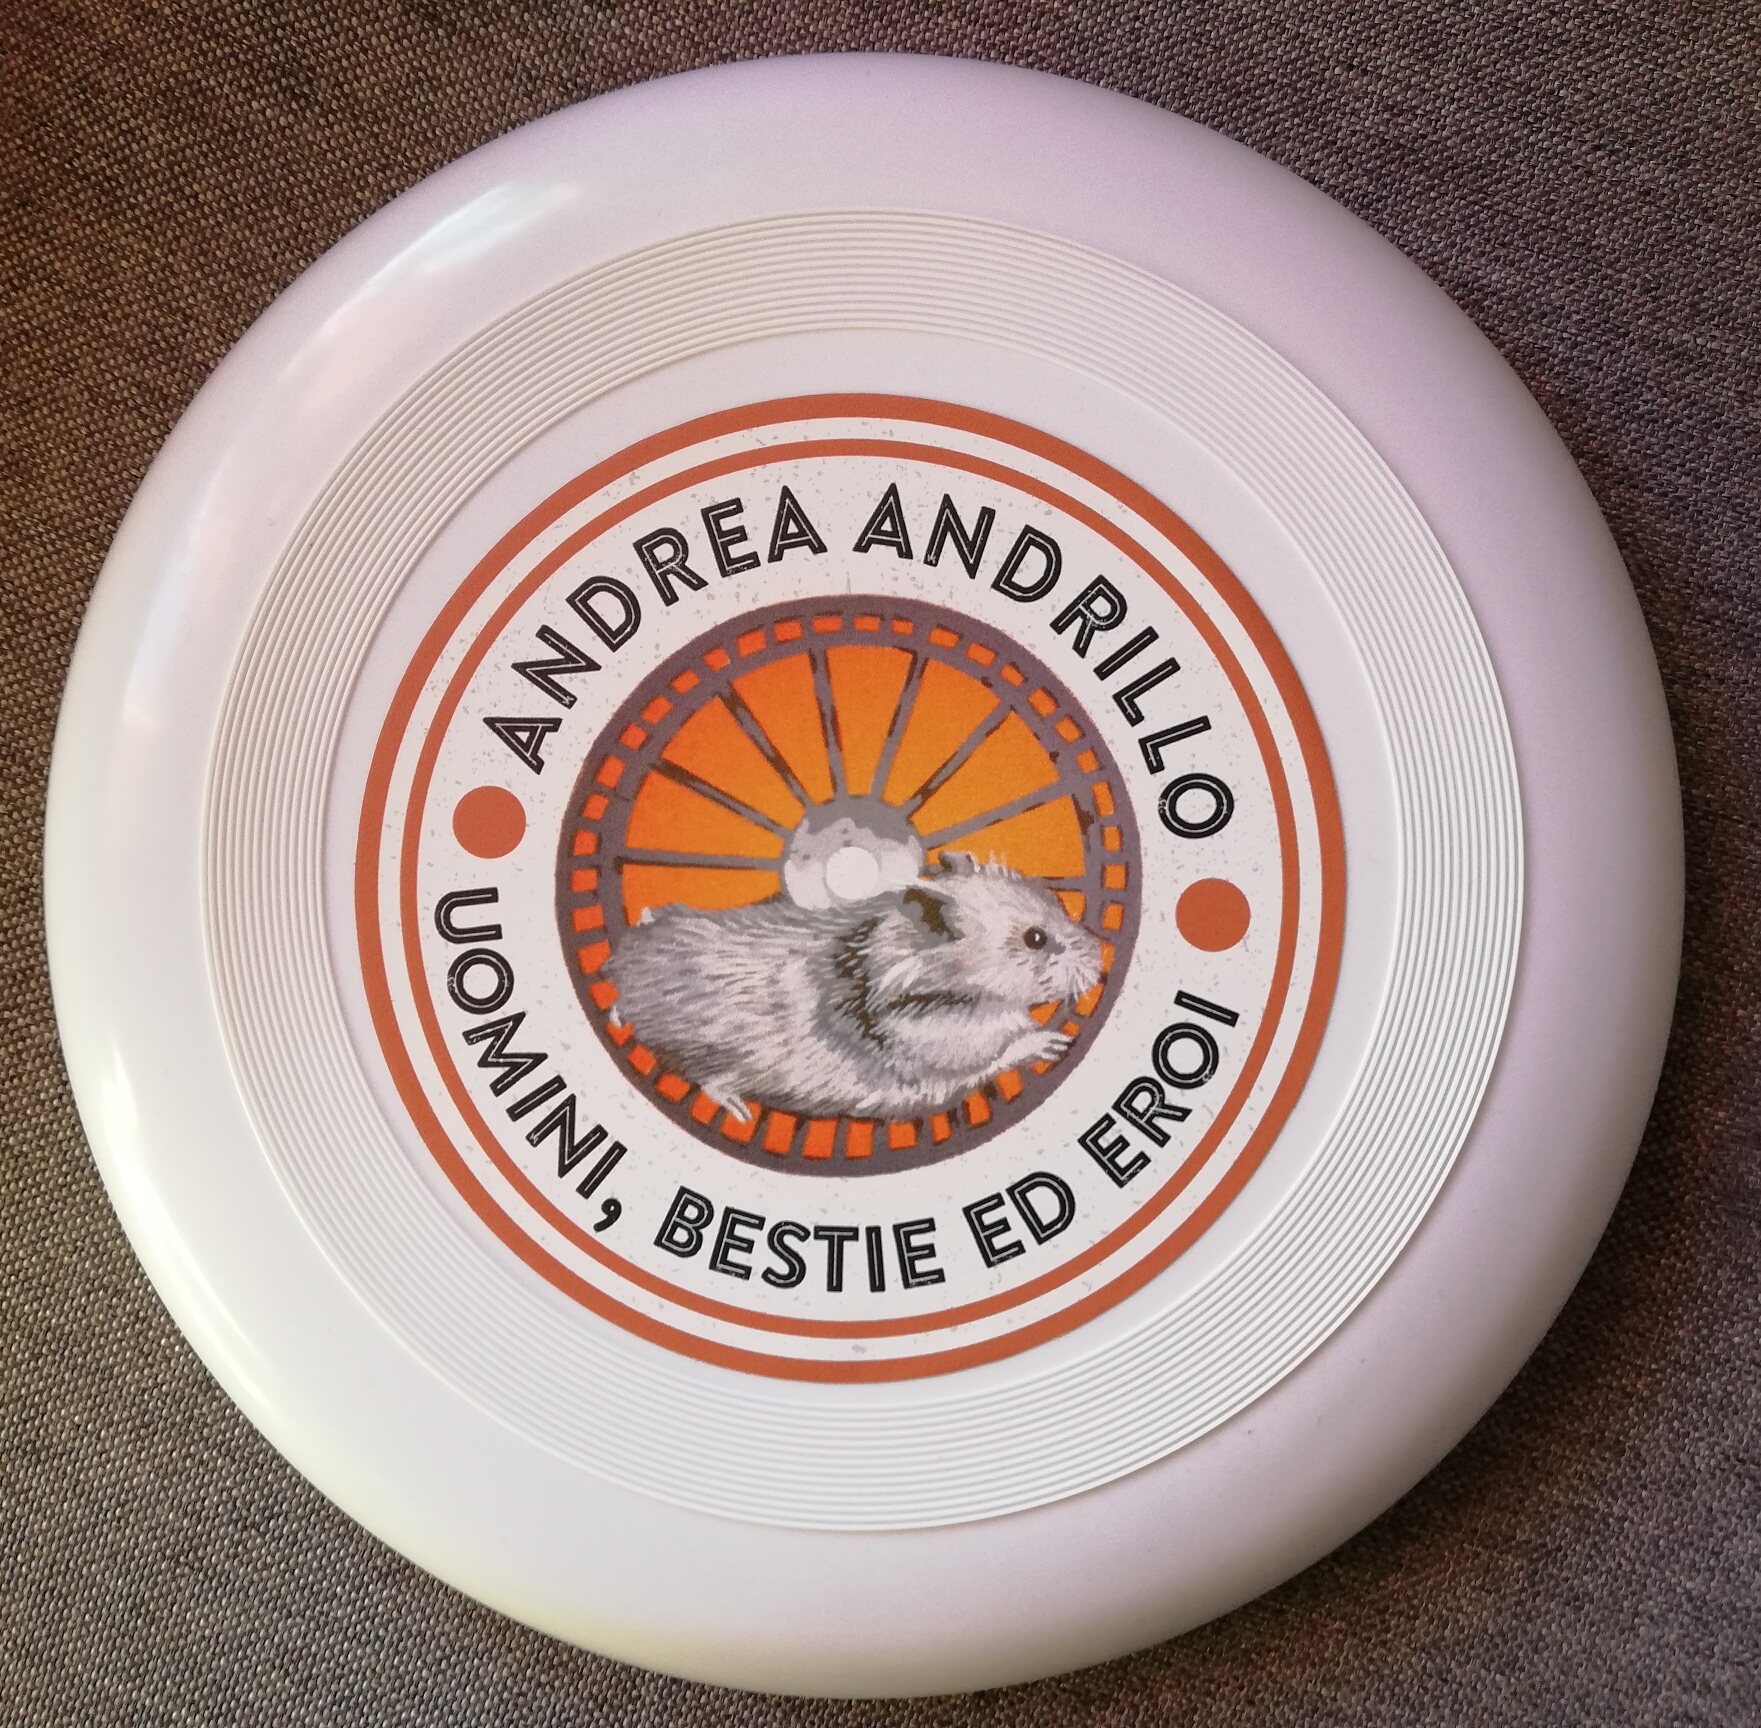 ANDREA ANDRILLO
UOMINI, BESTIE ED EROI